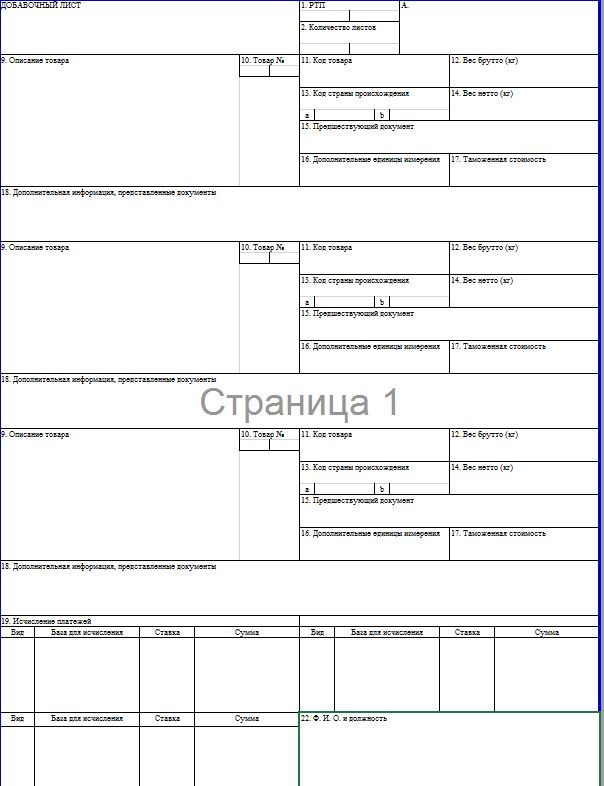 ДОБАВОЧНЫЙ ЛИСТ 1. РТП А.
2. Количество листов
9. Описание товара 10. Товар № 11. Код товара 12. Вес брутто (кг)
13. Код страны происхождения 14. Вес нетто (кг)
a b
15. Предшествующий документ
16. Дополнительные единицы измерения 17. Таможенная стоимость
18. Дополнительная информация, представленные документы
9. Описание товара 10. Товар № 11. Код товара 12. Вес брутто (кг)
13. Код страны происхождения 14. Вес нетто (кг)
a b
15. Предшествующий документ
16. Дополнительные единицы измерения 17. Таможенная стоимость
18. Дополнительная информация, представленные документы
Страница 1
9. Описание товара 10. Товар № 11. Код товара 12. Вес брутто (кг)
13. Код страны происхождения 14. Вес нетто (кг)
a b
15. Предшествующий документ
16. Дополнительные единицы измерения 17. Таможенная стоимость
18. Дополнительная информация, представленные документы
19. Исчисление платежей
Вид База для исчисления Ставка Сумма Вид База для исчисления Ставка Сумма
Вид База для исчисления Ставка Сумма 22. Ф. И. О. и должность